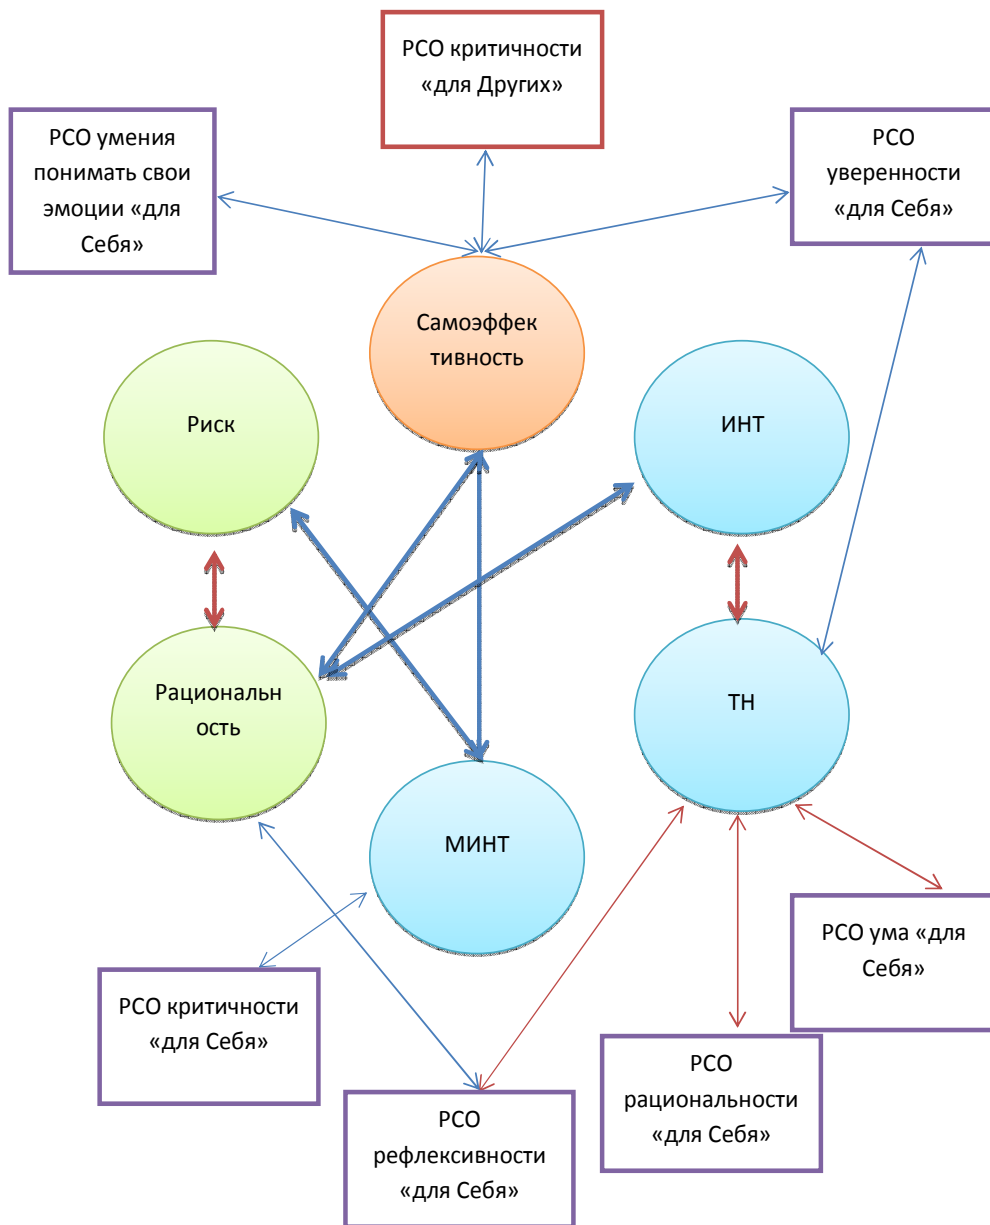 РСО критичности
«для Других»
РСО умения
понимать свои
эмоции «для
Себя»
РСО
уверенности
«для Себя»
Самоэффек
тивность
Риск
ИНТ
Рациональн
ость
ТН
МИНТ
РСО ума «для
Себя»
РСО критичности
«для Себя»
РСО
рациональности
«для Себя»
РСО
рефлексивности
«для Себя»